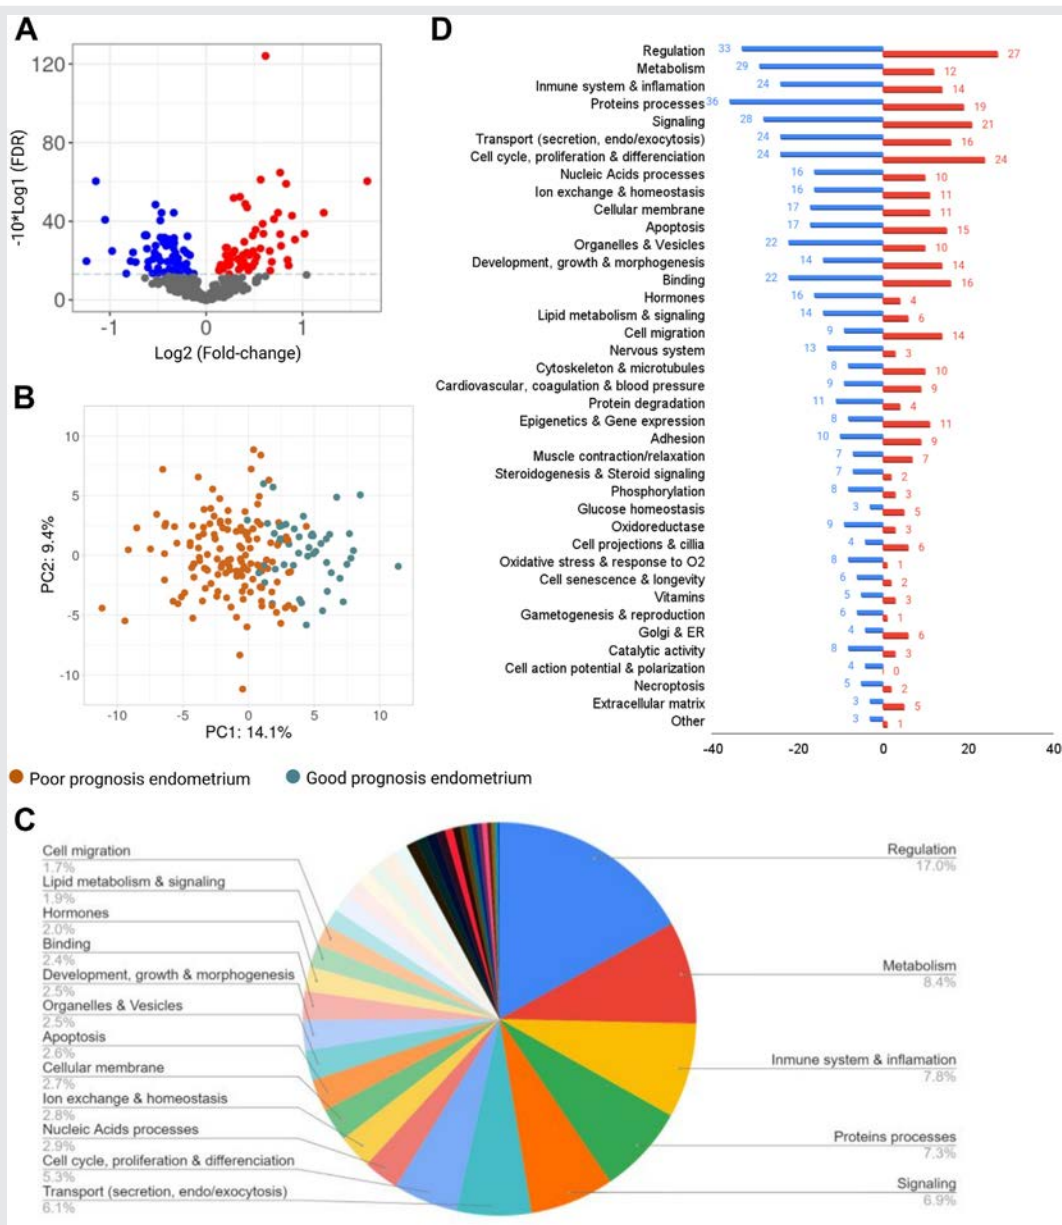 A
-10*Log1 (FDR)
120
80
40
0
-1
0
1
Log2 (Fold-change)
B
PC2: 9.4%
10
5
0
-5
-10
-10
-5
0
5
10
PC1: 14.1%
Poor prognosis endometrium
Good prognosis endometrium
D
Regulation 33 27
Metabolism 29 12
Inmune system & inflamation 24 14
Proteins processes 36 19
Signaling 28 21
Transport (secretion, endo/exocytosis) 24 16
Cell cycle, proliferation & differenciation 24 24
Nucleic Acids processes 16 10
Ion exchange & homeostasis 16 11
Cellular membrane 17 11
Apoptosis 17 15
Organelles & Vesicles 22 10
Development, growth & morphogenesis 14 14
Binding 22 16
Hormones 16 4
Lipid metabolism & signaling 14 6
Cell migration 9 14
Nervous system 13 3
Cytoskeleton & microtubules 8 10
Cardiovascular, coagulation & blood pressure 9 9
Protein degradation 11 4
Epigenetics & Gene expression 8 11
Adhesion 10 9
Muscle contraction/relaxation 7 7
Steroidogenesis & Steroid signaling 7 2
Phosphorylation 8 3
Glucose homeostasis 3 5
Oxidoreductase 9 3
Cell projections & cillia 4 6
Oxidative stress & response to O2 8 1
Cell senescence & longevity 6 2
Vitamins 5 3
Gametogenesis & reproduction 6 1
Golgi & ER 4 6
Catalytic activity 8 3
Cell action potential & polarization 4 0
Necroptosis 5 2
Extracellular matrix 3 5
Other 3 1
-40 -20 0 20 40
C
Cell migration
1.7%
Lipid metabolism & signaling
1.9%
Hormones
2.0%
Binding
2.4%
Development, growth & morphogenesis
2.5%
Organelles & Vesicles
2.5%
Apoptosis
2.6%
Cellular membrane
2.7%
Ion exchange & homeostasis
2.8%
Nucleic Acids processes
2.9%
Cell cycle, proliferation & differenciation
5.3%
Transport (secretion, endo/exocytosis)
6.1%
Regulation
17.0%
Metabolism
8.4%
Inmune system & inflamation
7.8%
Proteins processes
7.3%
Signaling
6.9%